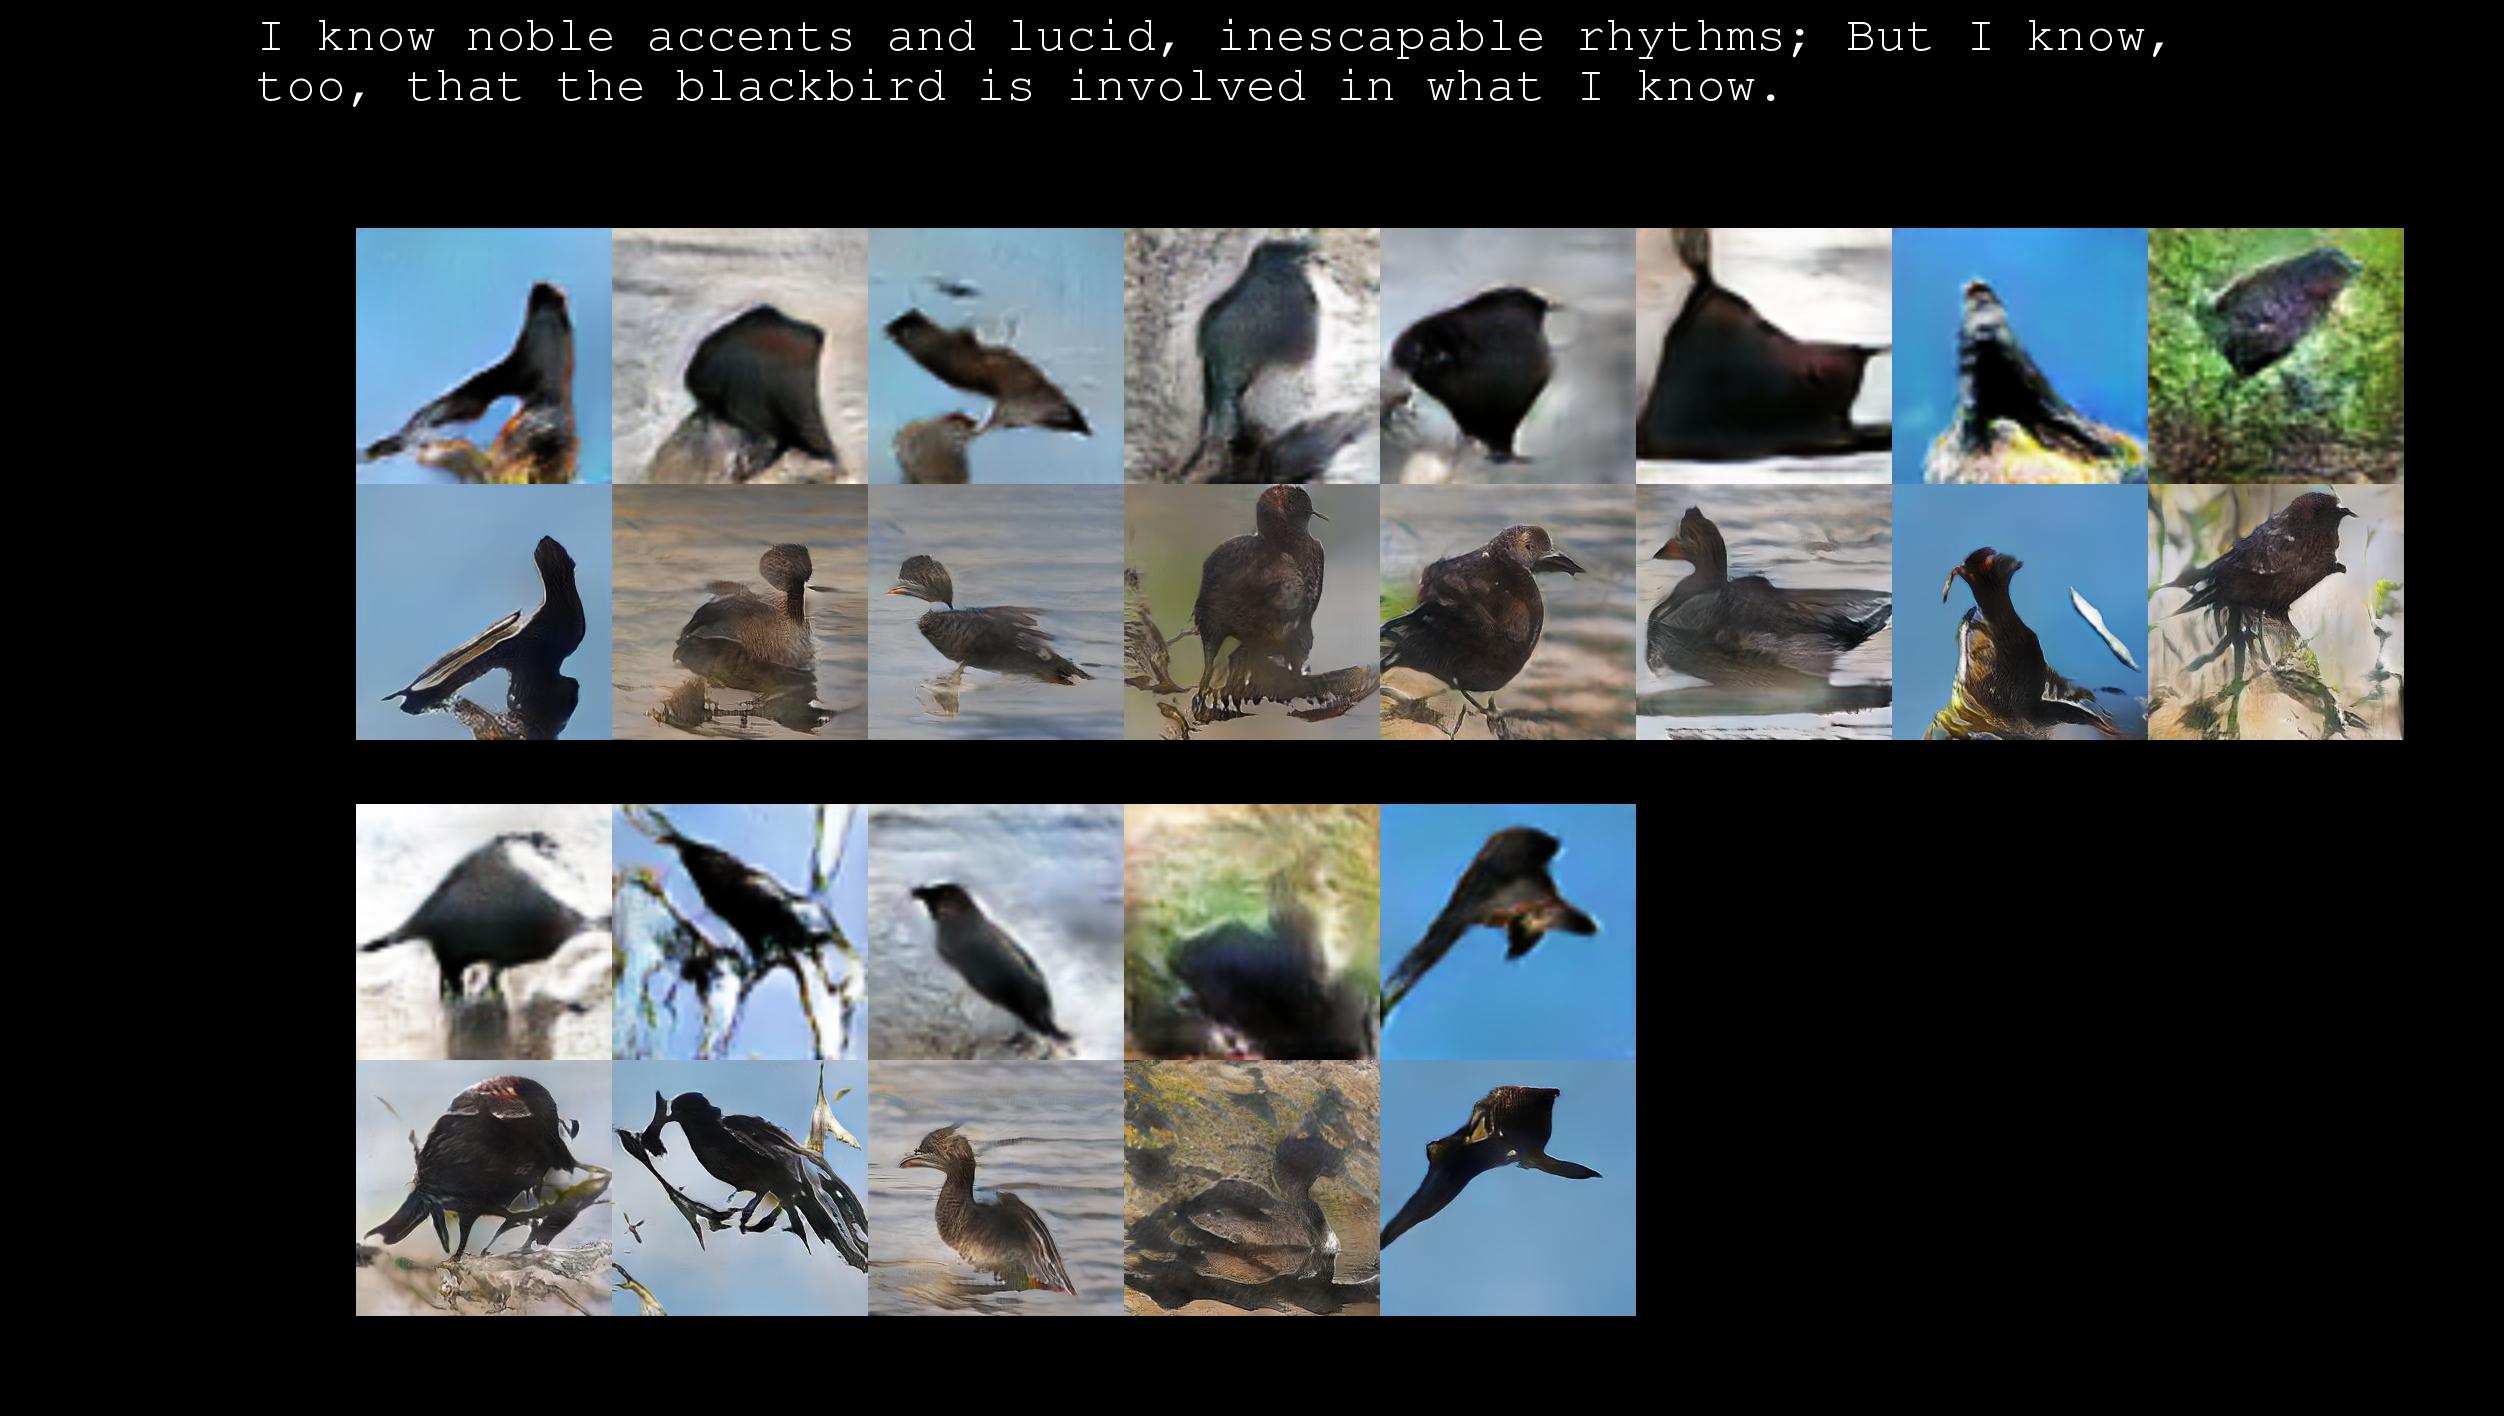 I know noble accents and lucid, inescapable rhythms; But I know,
too, that the blackbird is involved in what I know.